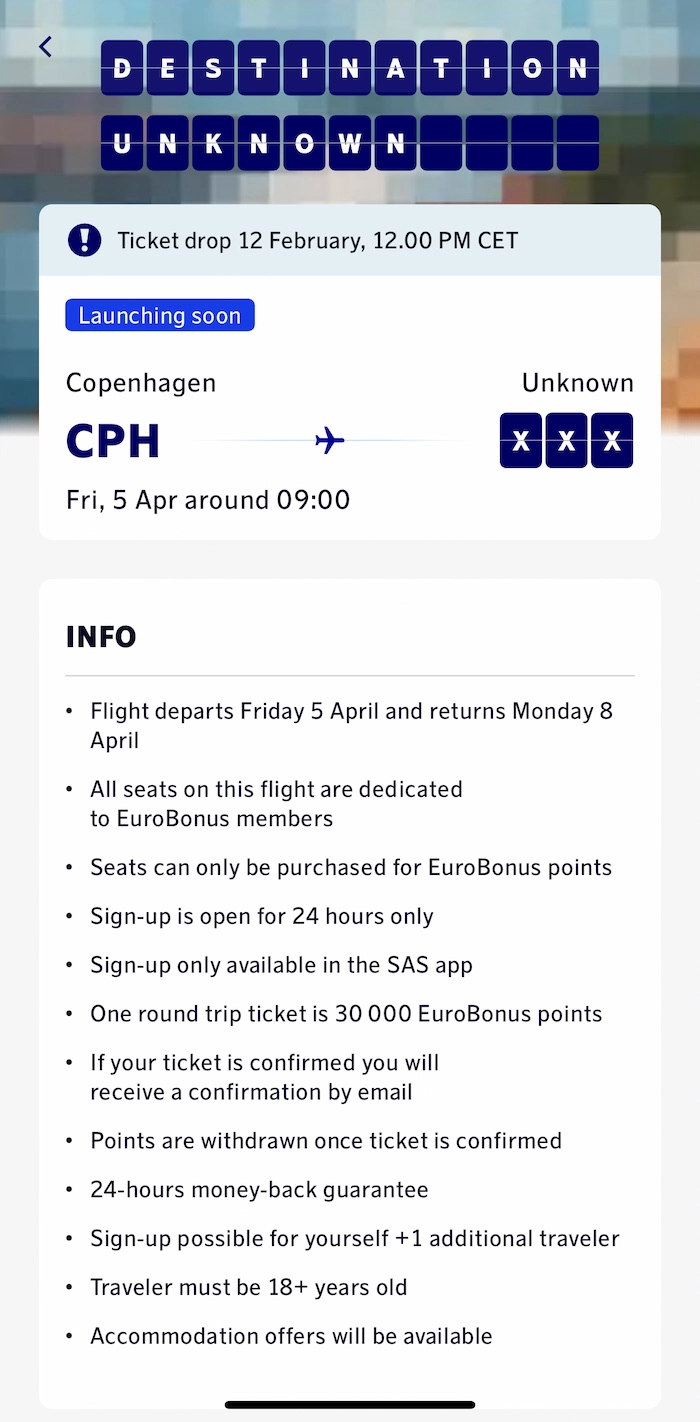 DESTINATION
UNKNOWN
! Ticket drop 12 February, 12.00 PM CET
Launching soon
Copenhagen Unknown
CPH XXX
Fri, 5 Apr around 09:00
INFO
• Flight departs Friday 5 April and returns Monday 8
April
• All seats on this flight are dedicated
to EuroBonus members
• Seats can only be purchased for EuroBonus points
• Sign-up is open for 24 hours only
• Sign-up only available in the SAS app
• One round trip ticket is 30 000 EuroBonus points
• If your ticket is confirmed you will
receive a confirmation by email
• Points are withdrawn once ticket is confirmed
• 24-hours money-back guarantee
• Sign-up possible for yourself +1 additional traveler
• Traveler must be 18+ years old
• Accommodation offers will be available